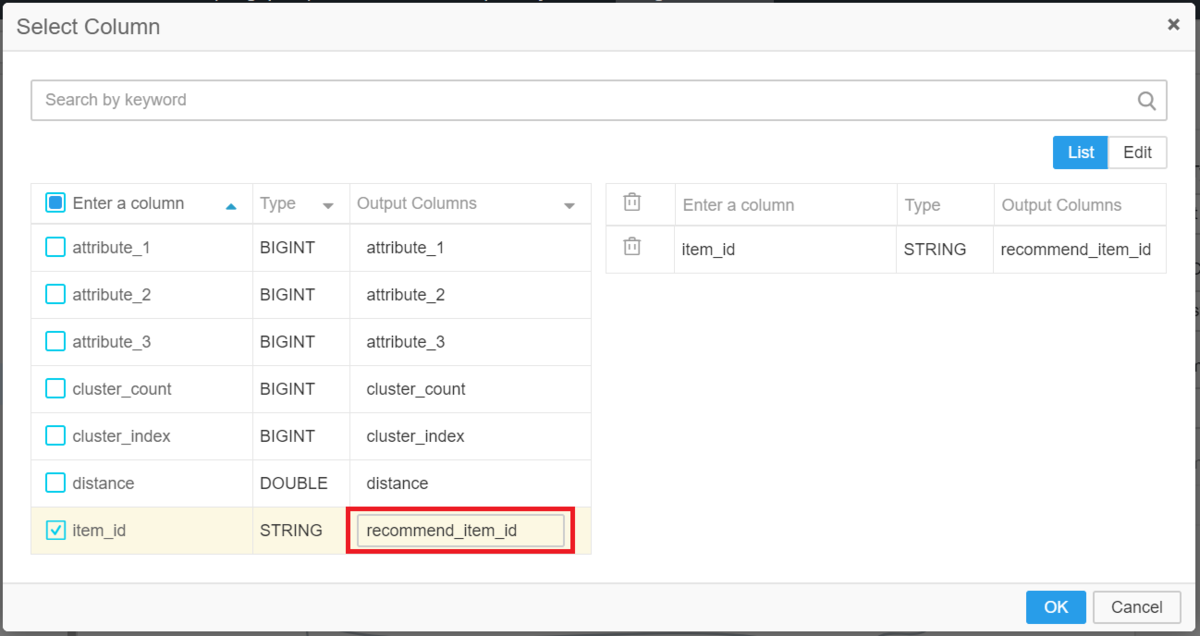 Select Column
Search by keyword
List Edit
Enter a column Type Output Columns
attribute_1 BIGINT attribute_1
attribute_2 BIGINT attribute_2
attribute_3 BIGINT attribute_3
cluster_count BIGINT cluster_count
cluster_index BIGINT cluster_index
distance DOUBLE distance
item_id STRING recommend_item_id
Enter a column Type Output Columns
item_id STRING recommend_item_id
OK Cancel